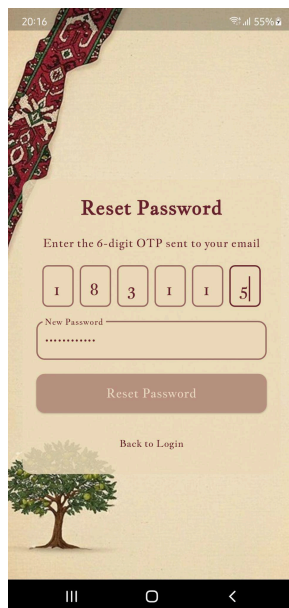 20:16
55%
Reset Password
Enter the 6-digit OTP sent to your email
1 8 3 1 1 5
New Password
••••••••••••
Reset Password
Back to Login